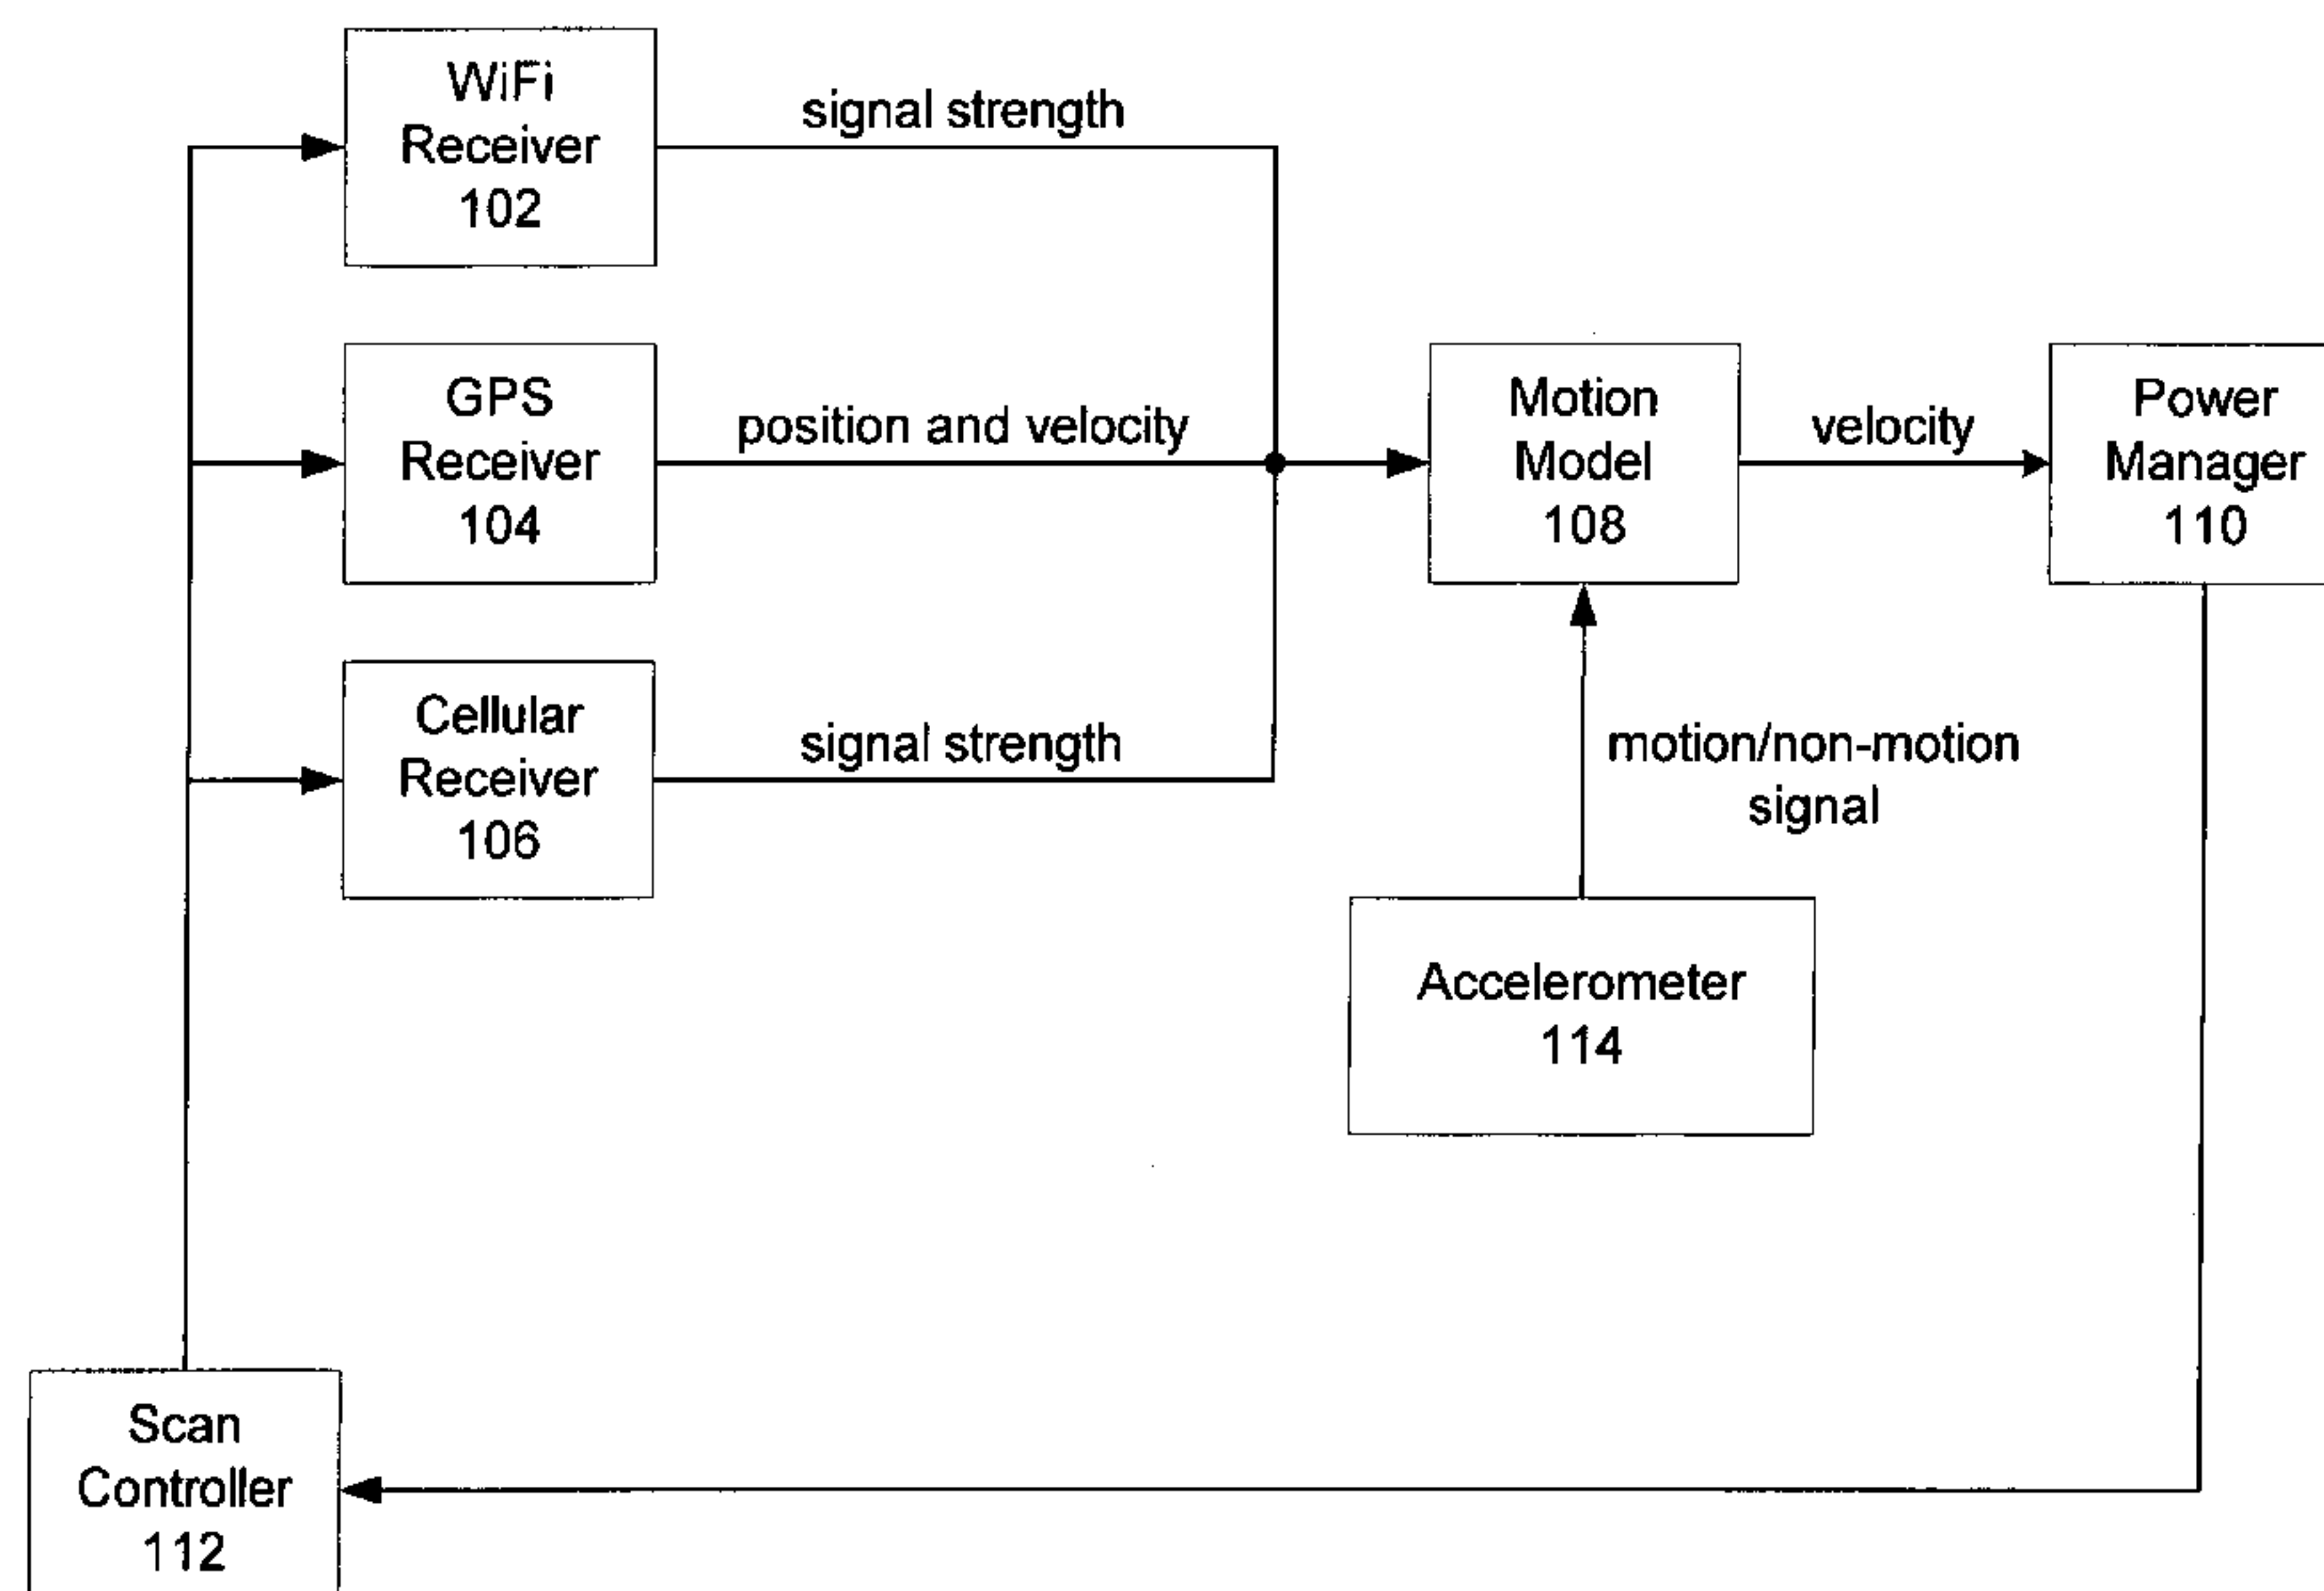 WiFi
Receiver
102
signal strength
GPS
Receiver
104
position and velocity
Motion
Model
108
velocity
Power
Manager
110
Cellular
Receiver
106
signal strength
motion/non-motion
signal
Accelerometer
114
Scan
Controller
112